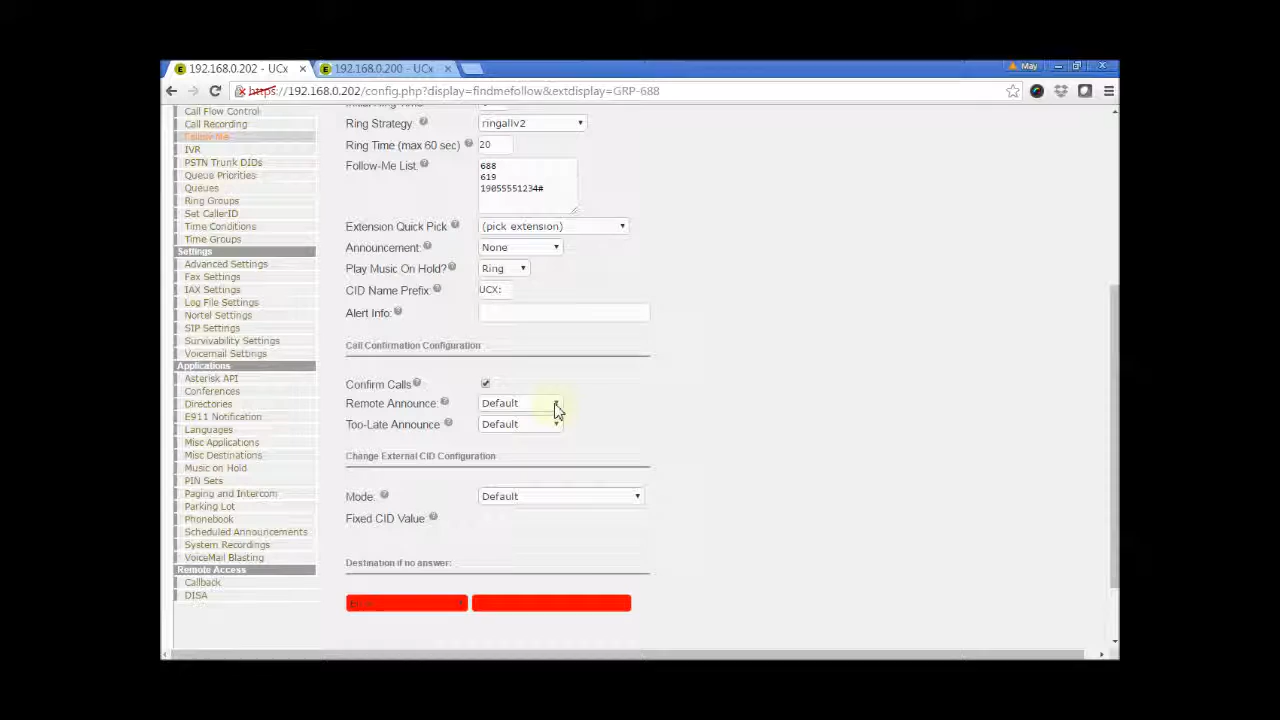 192.168.0.202 - UCx
192.168.0.200 - UCx
May
https://192.168.0.202/config.php?display=findmefollow&extdisplay=GRP-688
Call Flow Control
Call Recording
Follow Me
IVR
PSTN Trunk DIDs
Queue Priorities
Queues
Ring Groups
Set CallerID
Time Conditions
Time Groups
Settings
Advanced Settings
Fax Settings
IAX Settings
Log File Settings
Nortel Settings
SIP Settings
Survivability Settings
Voicemail Settings
Applications
Asterisk API
Conferences
Directories
E911 Notification
Languages
Misc Applications
Misc Destinations
Music on Hold
PIN Sets
Paging and Intercom
Parking Lot
Phonebook
Scheduled Announcements
System Recordings
VoiceMail Blasting
Remote Access
Callback
DISA
Ring Strategy ringallv2
Ring Time (max 60 sec) 20
Follow-Me List: 688
619
19055551234#
Extension Quick Pick (pick extension)
Announcement: None
Play Music On Hold? Ring
CID Name Prefix: UCX:
Alert Info:
Call Confirmation Configuration
Confirm Calls
Remote Announce: Default
Too-Late Announce Default
Change External CID Configuration
Mode: Default
Fixed CID Value
Destination if no answer: